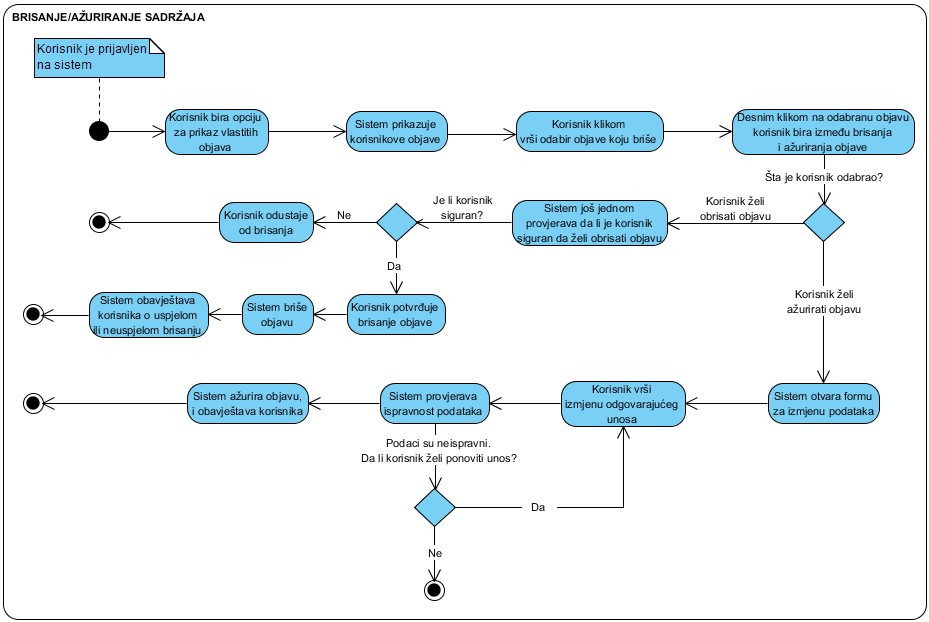 BRISANJE/AŽURIRANJE SADRŽAJA
Korisnik je prijavljen
na sistem
Korisnik bira opciju
za prikaz vlastitih
objava
Sistem prikazuje
korisnikove objave
Korisnik klikom
vrši odabir objave koju briše
Desnim klikom na odabranu objavu
korisnik bira između brisanja
i ažuriranja objave
Šta je korisnik odabrao?
Korisnik želi
obrisati objavu
Sistem još jednom
provjerava da li je korisnik
siguran da želi obrisati objavu
Je li korisnik
siguran?
Ne
Korisnik odustaje
od brisanja
Da
Korisnik potvrđuje
brisanje objave
Sistem briše
objavu
Sistem obavještava
korisnika o uspjelom
ili neuspjelom brisanju
Korisnik želi
ažurirati objavu
Sistem otvara formu
za izmjenu podataka
Korisnik vrši
izmjenu odgovarajućeg
unosa
Sistem provjerava
ispravnost podataka
Sistem ažurira objavu,
i obavještava korisnika
Podaci su neispravni.
Da li korisnik želi ponoviti unos?
Da
Ne